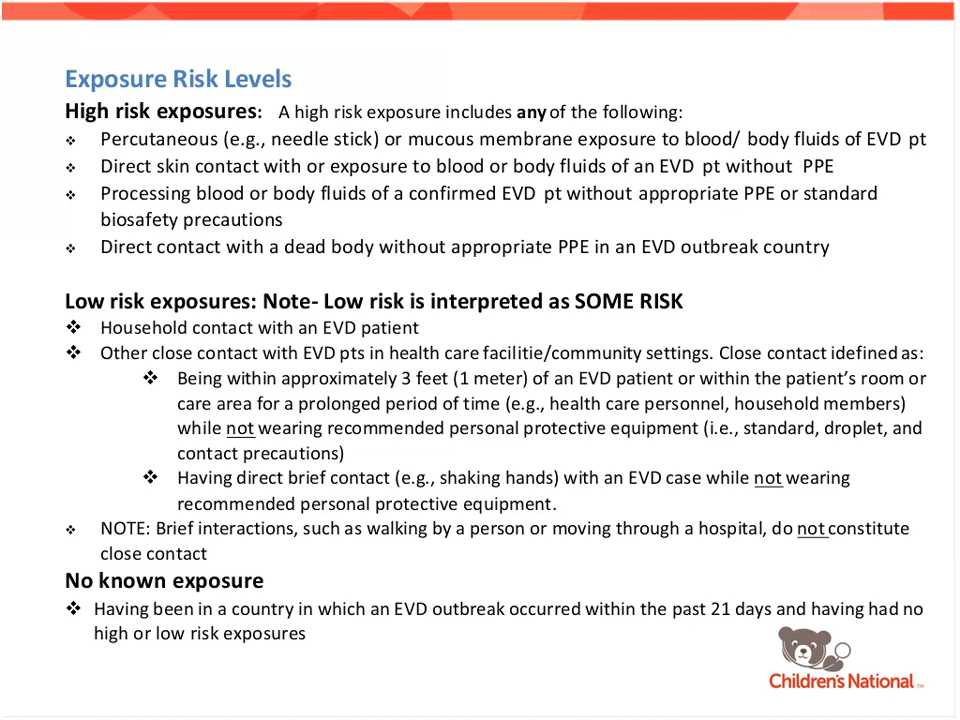 Exposure Risk Levels
High risk exposures: A high risk exposure includes any of the following:
❖ Percutaneous (e.g., needle stick) or mucous membrane exposure to blood/ body fluids of EVD pt
❖ Direct skin contact with or exposure to blood or body fluids of an EVD pt without PPE
❖ Processing blood or body fluids of a confirmed EVD pt without appropriate PPE or standard
biosafety precautions
❖ Direct contact with a dead body without appropriate PPE in an EVD outbreak country
Low risk exposures: Note- Low risk is interpreted as SOME RISK
❖ Household contact with an EVD patient
❖ Other close contact with EVD pts in health care facilitie/community settings. Close contact idefined as:
❖ Being within approximately 3 feet (1 meter) of an EVD patient or within the patient’s room or
care area for a prolonged period of time (e.g., health care personnel, household members)
while not wearing recommended personal protective equipment (i.e., standard, droplet, and
contact precautions)
❖ Having direct brief contact (e.g., shaking hands) with an EVD case while not wearing
recommended personal protective equipment.
❖ NOTE: Brief interactions, such as walking by a person or moving through a hospital, do not constitute
close contact
No known exposure
❖ Having been in a country in which an EVD outbreak occurred within the past 21 days and having had no
high or low risk exposures
Children's National ™